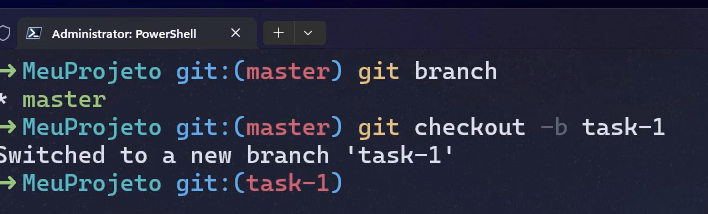 Administrator: PowerShell
➜ MeuProjeto git:(master) git branch
* master
➜ MeuProjeto git:(master) git checkout -b task-1
Switched to a new branch 'task-1'
➜ MeuProjeto git:(task-1)